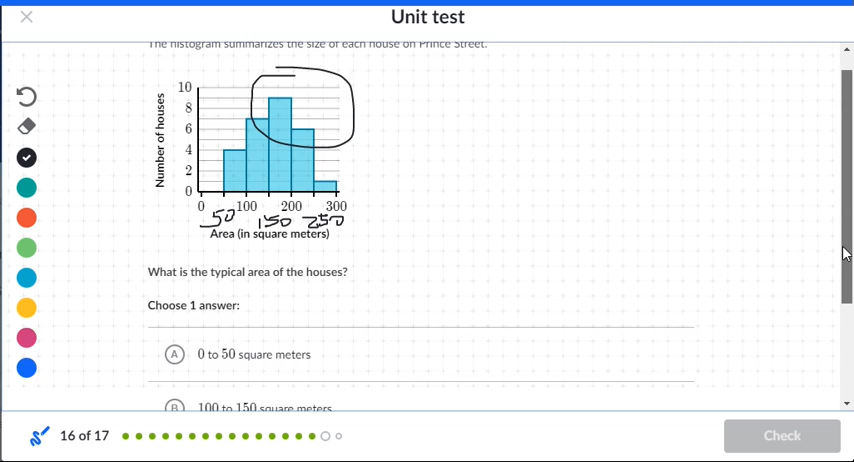 Unit test
The histogram summarizes the size of each house on Prince Street.
10
8
6
4
2
0
Number of houses
0 100 200 300
50 150 250
Area (in square meters)
What is the typical area of the houses?
Choose 1 answer:
A 0 to 50 square meters
B 100 to 150 square meters
16 of 17
Check